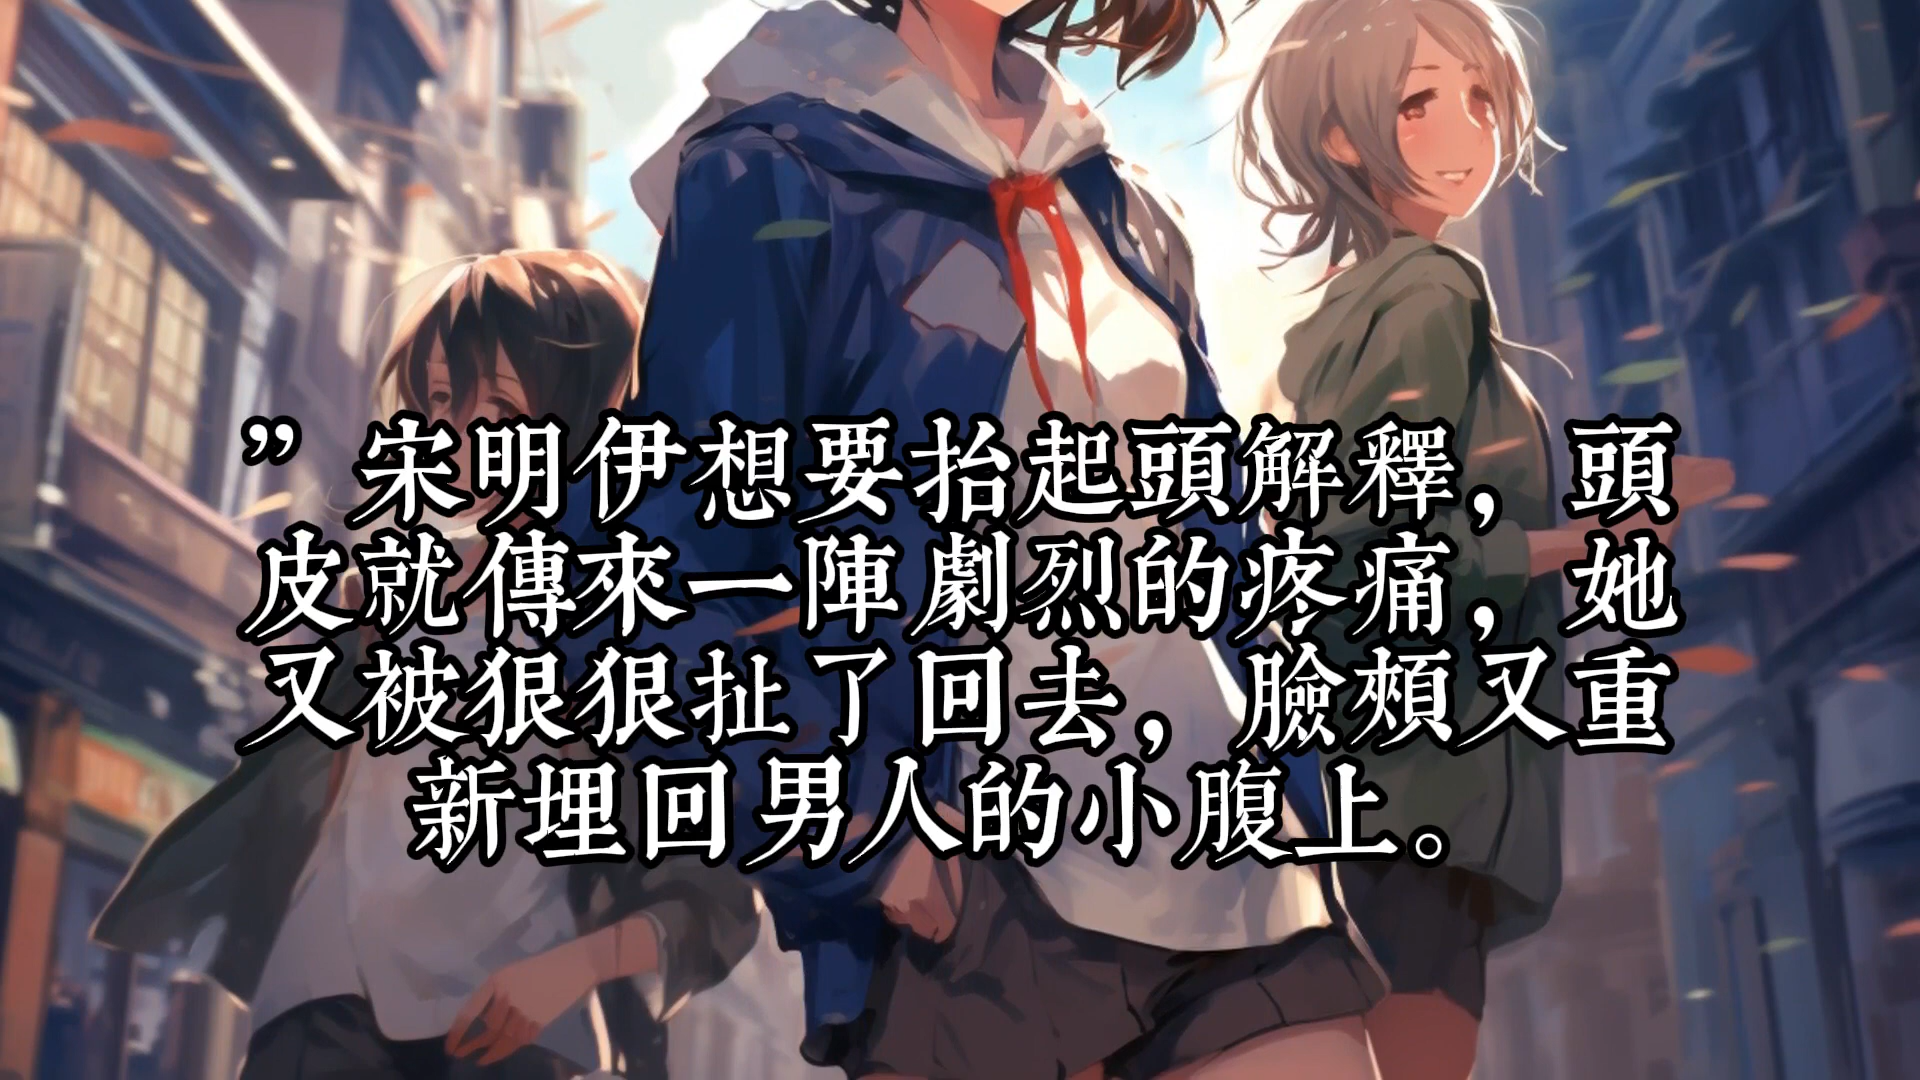 ”宋明伊想要抬起頭解釋，頭
皮就傳來一陣劇烈的疼痛，她
又被狠狠扯了回去，臉頰又重
新埋回男人的小腹上。